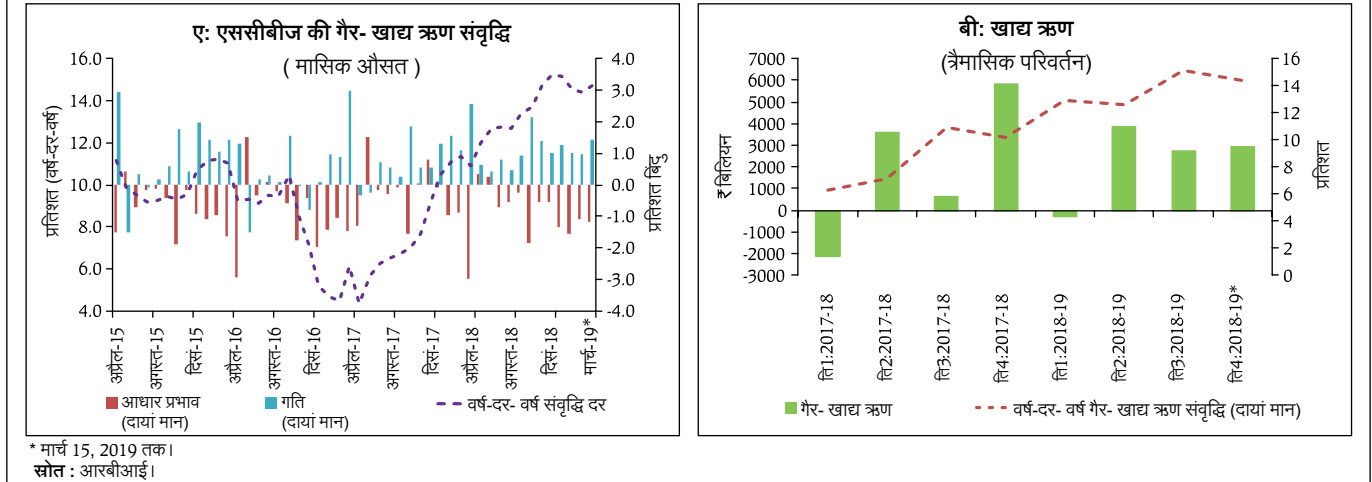 ए: एससीबीज की गैर- खाद्य ऋण संवृद्धि
( मासिक औसत )
प्रतिशत (वर्ष-दर-वर्ष)
16.0
14.0
12.0
10.0
8.0
6.0
4.0
4.0
3.0
2.0
1.0
0.0
-1.0
-2.0
-3.0
-4.0
प्रतिशत बिंदु
अप्रैल-15
अगस्त-15
दिसं-15
अप्रैल-16
अगस्त-16
दिसं-16
अप्रैल-17
अगस्त-17
दिसं-17
अप्रैल-18
अगस्त-18
दिसं-18
मार्च-19*
आधार प्रभाव
(दायां मान)
गति
(दायां मान)
वर्ष-दर- वर्ष संवृद्धि दर
बी: खाद्य ऋण
(त्रैमासिक परिवर्तन)
₹ बिलियन
7000
6000
5000
4000
3000
2000
1000
0
-1000
-2000
-3000
16
14
12
10
8
6
4
2
0
प्रतिशत
ति1:2017-18
ति2:2017-18
ति3:2017-18
ति4:2017-18
ति1:2018-19
ति2:2018-19
ति3:2018-19
ति4:2018-19*
गैर- खाद्य ऋण
वर्ष-दर- वर्ष गैर- खाद्य ऋण संवृद्धि (दायां मान)
* मार्च 15, 2019 तक।
स्रोत : आरबीआई।